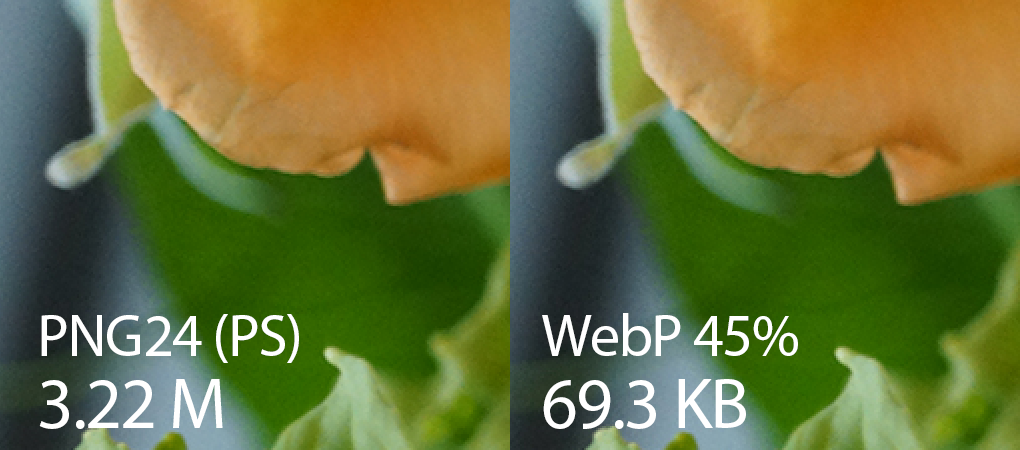 PNG24 (PS)
3.22 M
WebP 45%
69.3 KB